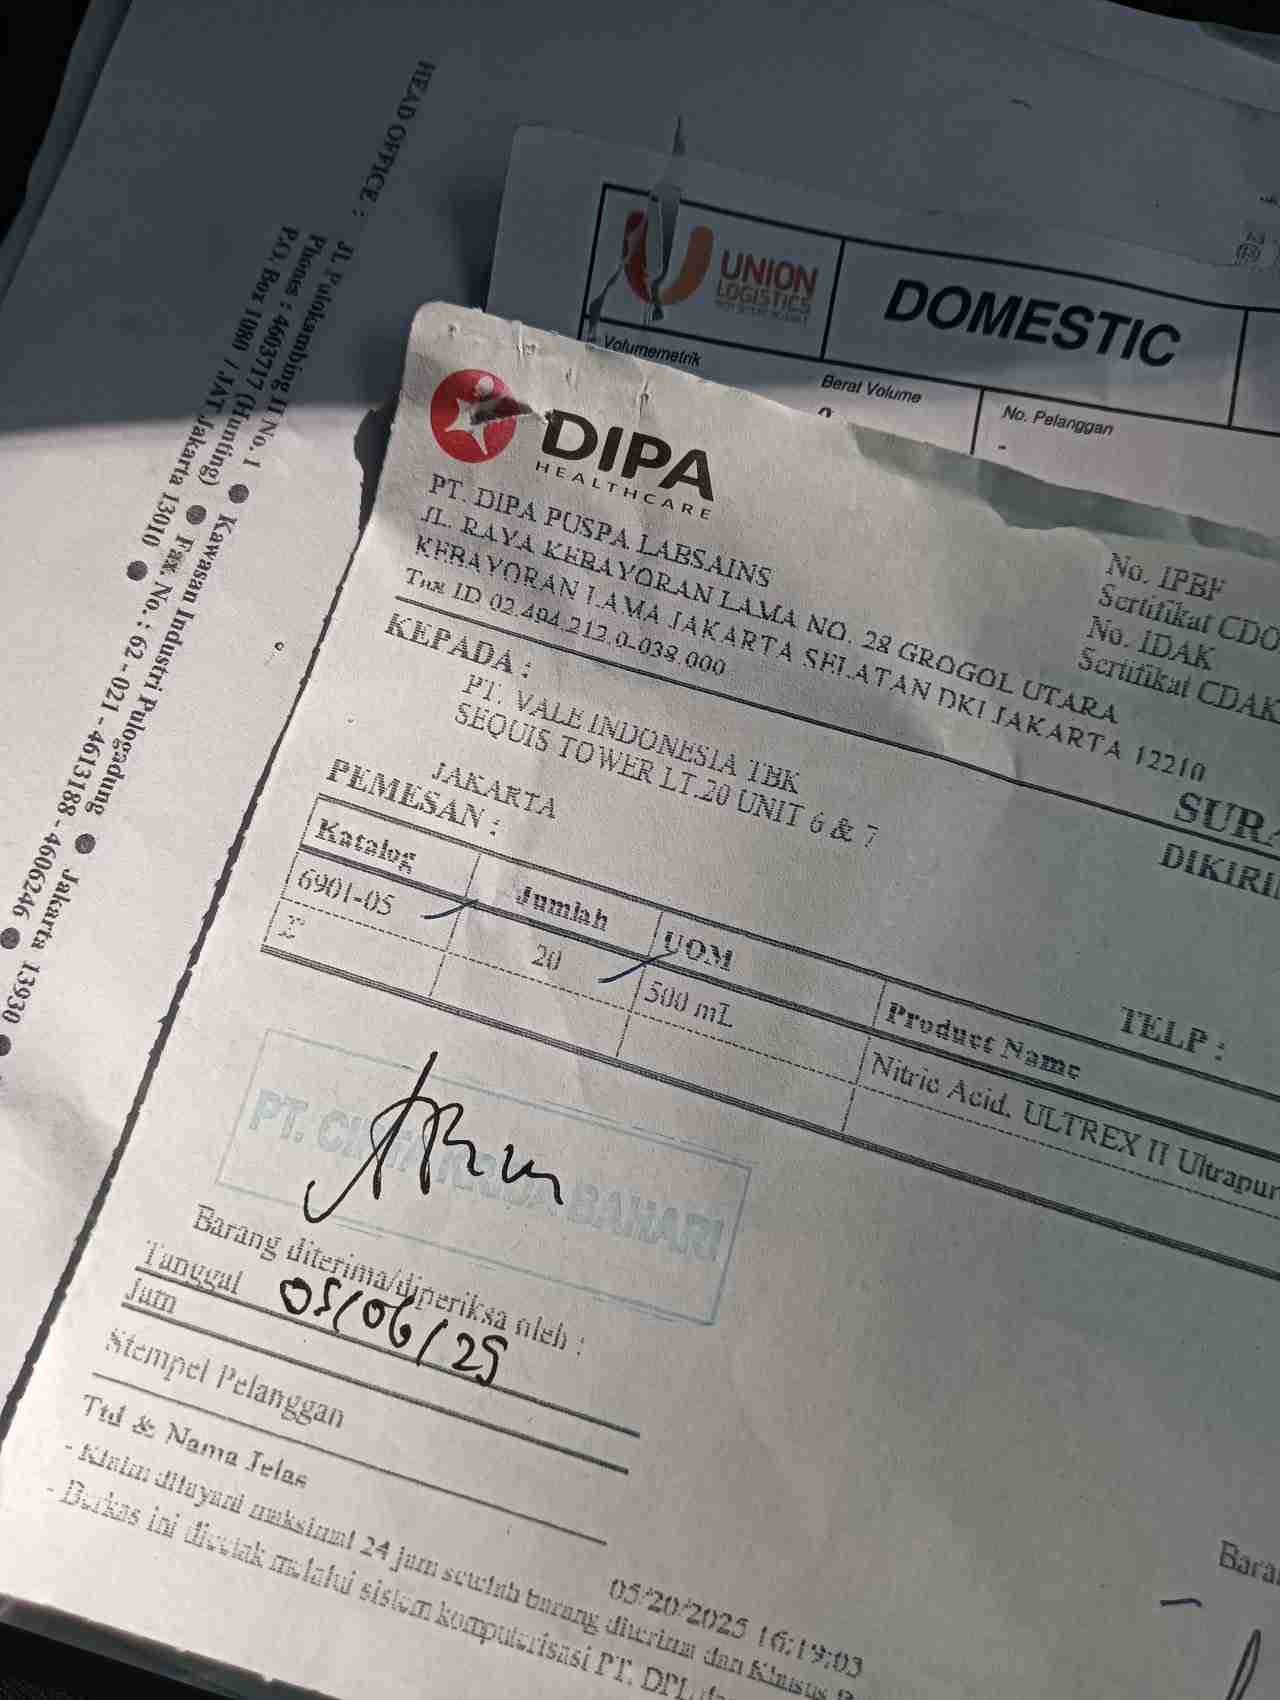 HEAD OFFICE : JL Pulokambing II No. 1 ● Kawasan Industri Pulogadung ● Jakarta 13930
Phones : 4603717 (Hunting) ● Fax. No. : 62 - 021 - 4613188 - 4606246 ●
P.O. Box 1080 / JAT. Jakarta 13010 ●
UNION
LOGISTICS
DOMESTIC
Volumemetrik
Berat Volume
No. Pelanggan
-
DIPA
HEALTHCARE
PT. DIPA PUSPA LABSAINS
JL. RAYA KEBAYORAN LAMA NO. 28 GROGOL UTARA
KEBAYORAN LAMA JAKARTA SELATAN DKI JAKARTA 12210
Tax ID 02.494.212.0-038.000
No. IPBF
Sertifikat CDO
No. IDAK
Sertifikat CDAK
KEPADA :
PT. VALE INDONESIA TBK
SEQUIS TOWER LT.20 UNIT 6 & 7
JAKARTA
SURA
DIKIRI
PEMESAN :
TELP :
Katalog Jumlah UOM Product Name
6901-05 20 500 mL Nitric Acid, ULTREX II Ultrapur
Σ
PT. BAHARI
Barang diterima/diperiksa oleh :
Tanggal 05/06/25
Jam
Stempel Pelanggan
Ttd & Nama Jelas
- Klaim dilayani maksimal 24 jam setelah barang diterima dan Khusus
- Berkas ini dicetak melalui sistem komputerisasi PT. DPL
05/20/2025 16:19:03
Bara